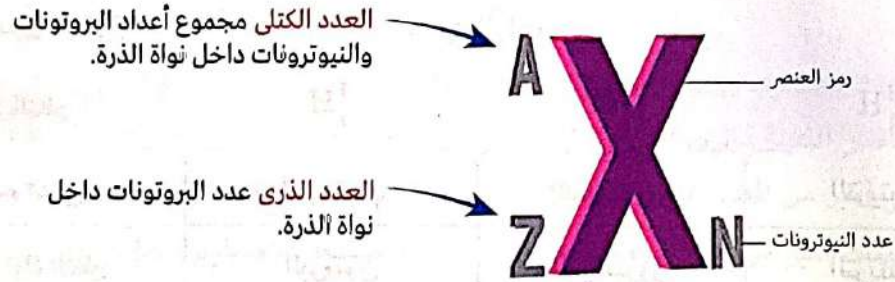 العدد الكتلى مجموع أعداد البروتونات
والنيوترونات داخل نواة الذرة.
A
X
رمز العنصر
العدد الذرى عدد البروتونات داخل
نواة الذرة.
Z
N
عدد النيوترونات